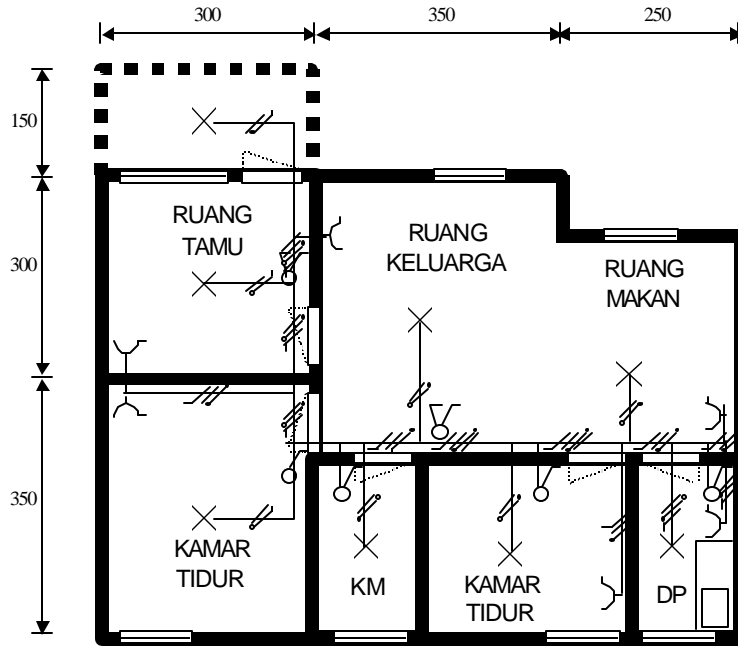 300
350
250
150
RUANG
TAMU
RUANG
KELUARGA
RUANG
MAKAN
300
350
KAMAR
TIDUR
KM
KAMAR
TIDUR
DP